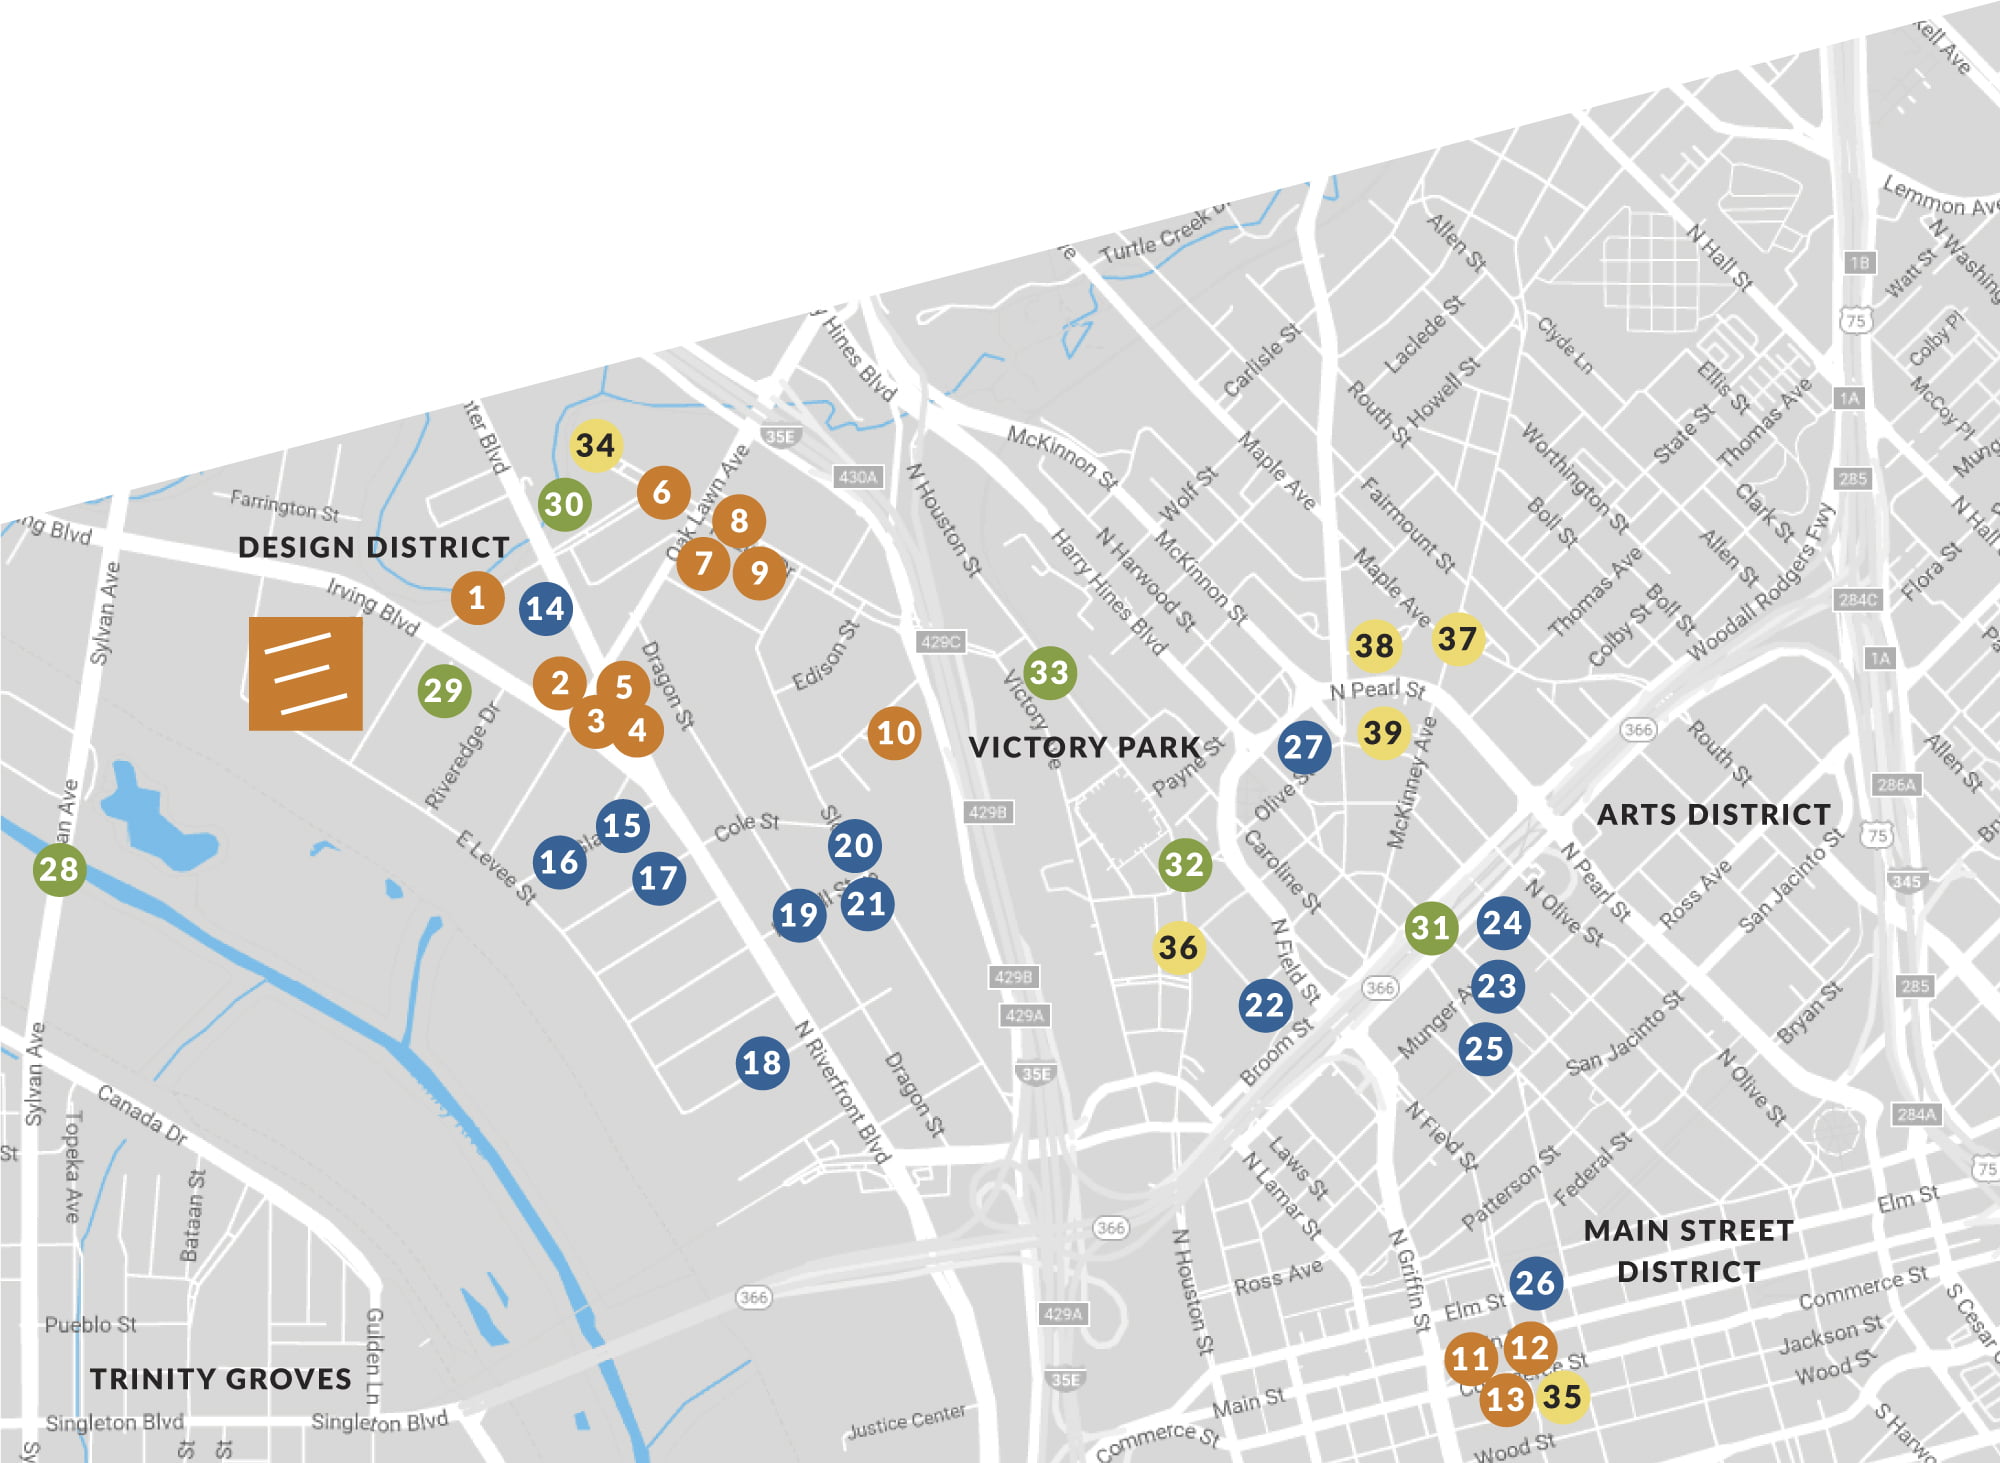 kell Ave
Lemmon Ave
N Washing
Watt St
N Hall St
1B
75
Colby Pl
McCoy Pl
Mung
N Hall
Turtle Creek
Allen St
Laclede St
Carlisle St
Clyde Ln
Howell St
Routh St
Ellis St
Thomas Ave
State St
1A
285
Hines Blvd
35E
430A
McKinnon St
Wolf St
Maple Ave
Fairmount St
Worthington St
Boll St
Clark St
Allen St
Woodall Rodgers Fwy
Flora St
284C
N Houston St
Harry Hines Blvd
N Harwood St
McKinnon St
Maple Ave
Thomas Ave
Colby St
Boll St
1A
34
6
30
8
7
9
Oak Lawn Ave
Farrington St
ng Blvd
DESIGN DISTRICT
Irving Blvd
Sylvan Ave
1
14
29
2
5
3
4
Dragon St
Edison St
10
429C
33
38
37
N Pearl St
39
27
VICTORY PARK
Payne St
Olive St
McKinney Ave
366
Routh St
Allen St
286A
75
ARTS DISTRICT
Riveredge Dr
429B
28
E Levee St
15
16
17
Cole St
20
19
21
32
36
Caroline St
N Field St
31
24
23
25
22
366
Munger
N Olive St
N Pearl St
Ross Ave
San Jacinto St
345
285
Bryan St
San Jacinto St
N Olive St
284A
75
429B
429A
35E
Broom St
18
N Riverfront Blvd
Dragon St
Sylvan Ave
Canada Dr
Topeka Ave
Bataan St
St
Laws St
N Lamar St
N Field St
Patterson St
Federal St
Elm St
MAIN STREET
DISTRICT
366
366
N Houston St
Ross Ave
N Griffin St
Elm St
26
Commerce St
Jackson St
Wood St
S Cesar
429A
35E
11
12
13
35
Main St
Commerce St
Wood St
S Harwo
Justice Center
Pueblo St
Gulden Ln
TRINITY GROVES
Singleton Blvd
Singleton Blvd
Sy
St
St